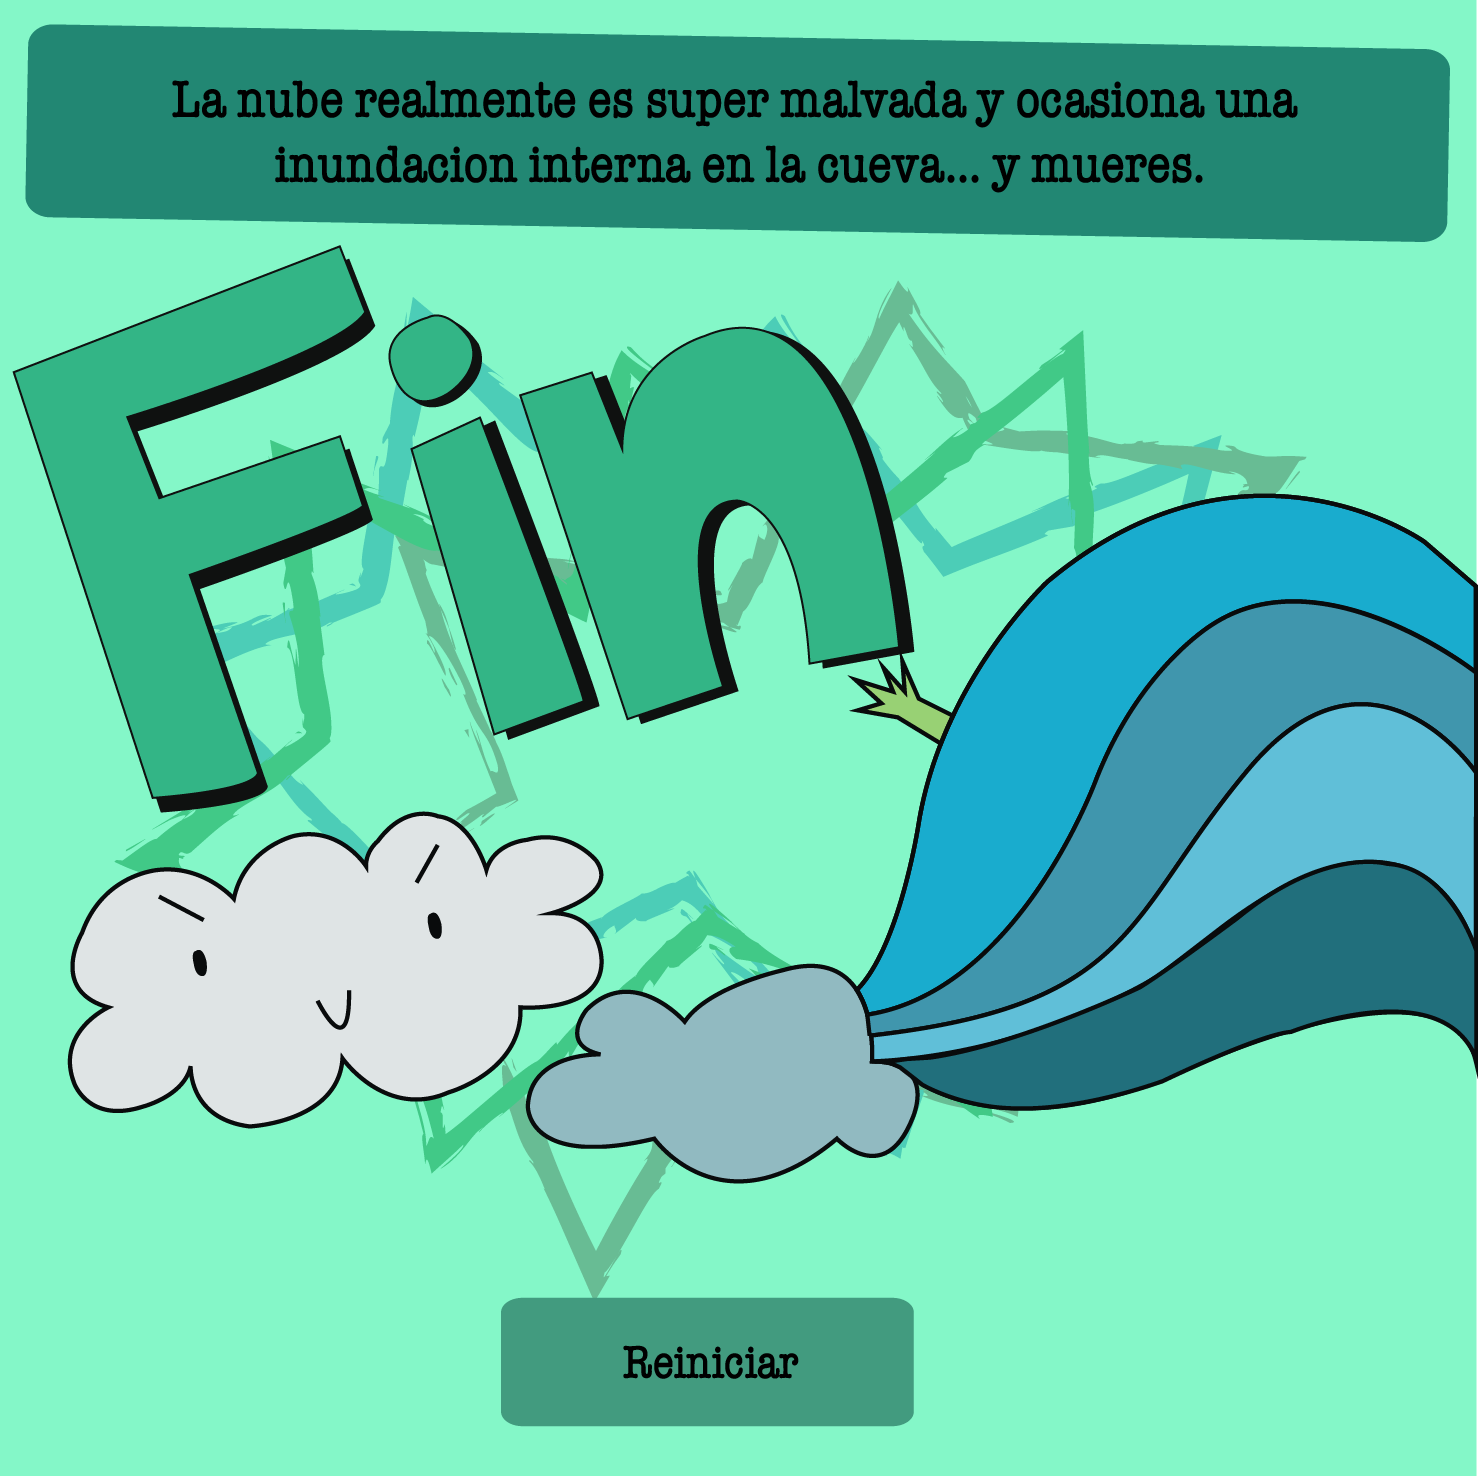 La nube realmente es super malvada y ocasiona una
inundacion interna en la cueva... y mueres.
Fin
Reiniciar